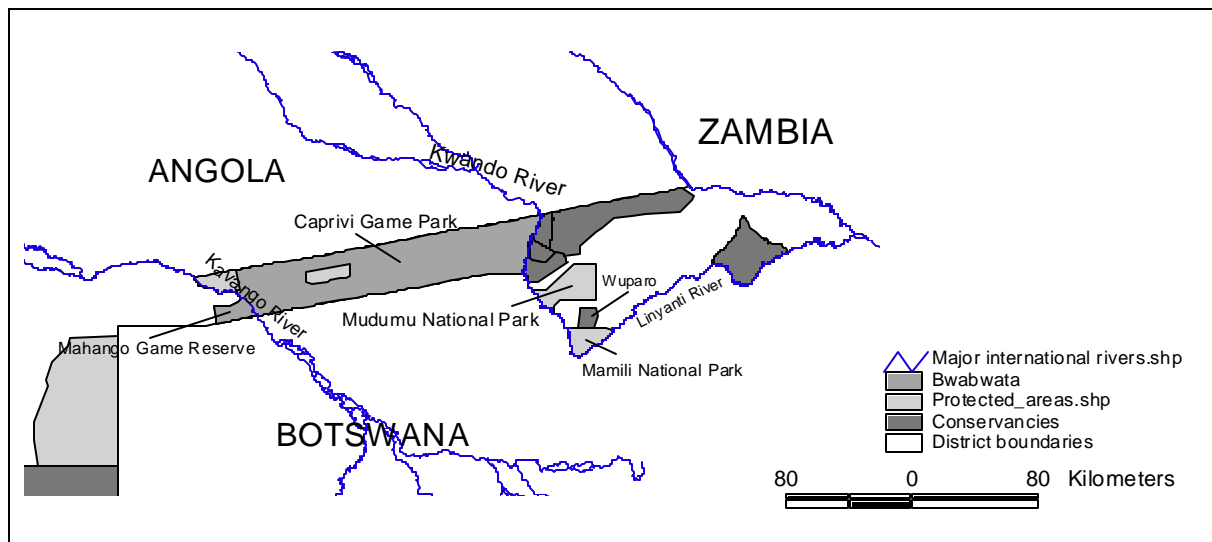 ZAMBIA
ANGOLA
Kwando River
Caprivi Game Park
Kavango River
Wuparo
Linyanti River
Mudumu National Park
Mahango Game Reserve
Mamili National Park
BOTSWANA
Major international rivers.shp
Bwabwata
Protected_areas.shp
Conservancies
District boundaries
80 0 80 Kilometers